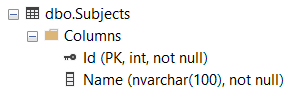 dbo.Subjects
Columns
Id (PK, int, not null)
Name (nvarchar(100), not null)